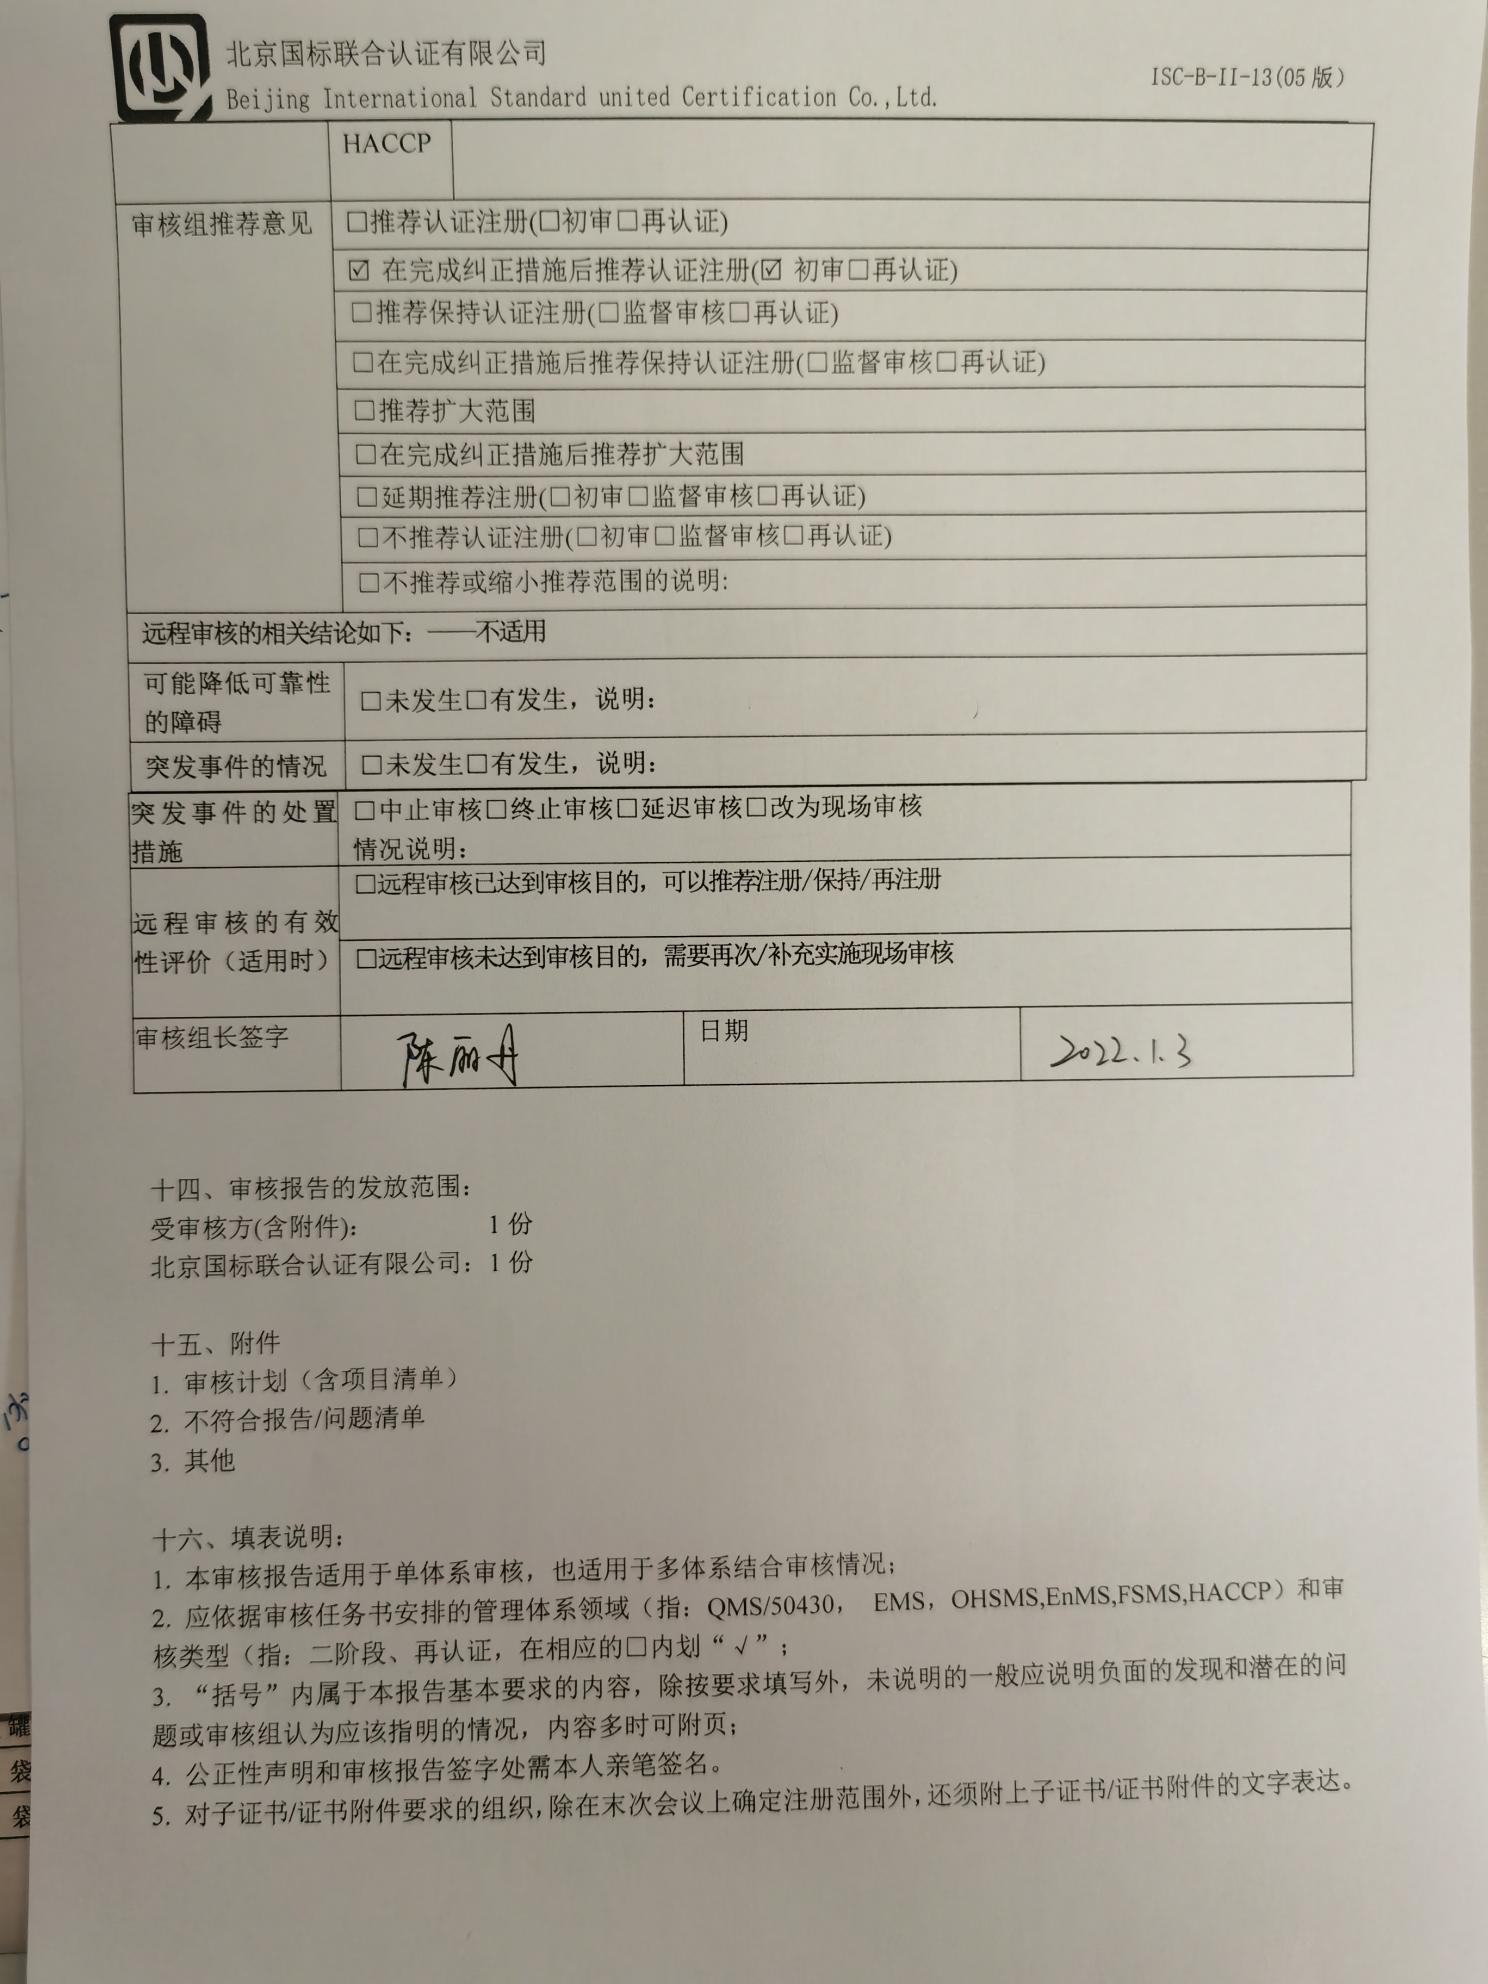 北京国标联合认证有限公司
Beijing International Standard united Certification Co.,Ltd.
ISC-B-II-13(05版)
HACCP
审核组推荐意见
□推荐认证注册(□初审□再认证)
☑ 在完成纠正措施后推荐认证注册(☑ 初审□再认证)
□推荐保持认证注册(□监督审核□再认证)
□在完成纠正措施后推荐保持认证注册(□监督审核□再认证)
□推荐扩大范围
□在完成纠正措施后推荐扩大范围
□延期推荐注册(□初审□监督审核□再认证)
□不推荐认证注册(□初审□监督审核□再认证)
□不推荐或缩小推荐范围的说明:
远程审核的相关结论如下：——不适用
可能降低可靠性
的障碍
□未发生□有发生，说明：
突发事件的情况
□未发生□有发生，说明：
突发事件的处置
措施
□中止审核□终止审核□延迟审核□改为现场审核
情况说明：
远程审核的有效
性评价（适用时）
□远程审核已达到审核目的，可以推荐注册/保持/再注册
□远程审核未达到审核目的，需要再次/补充实施现场审核
审核组长签字
陈丽丹
日期
2022.1.3
十四、审核报告的发放范围：
受审核方(含附件)： 1 份
北京国标联合认证有限公司：1 份
十五、附件
1. 审核计划（含项目清单）
2. 不符合报告/问题清单
3. 其他
十六、填表说明：
1. 本审核报告适用于单体系审核，也适用于多体系结合审核情况；
2. 应依据审核任务书安排的管理体系领域（指：QMS/50430， EMS，OHSMS,EnMS,FSMS,HACCP）和审
核类型（指：二阶段、再认证，在相应的□内划“√”；
3. “括号”内属于本报告基本要求的内容，除按要求填写外，未说明的一般应说明负面的发现和潜在的问
题或审核组认为应该指明的情况，内容多时可附页；
4. 公正性声明和审核报告签字处需本人亲笔签名。
5. 对子证书/证书附件要求的组织，除在末次会议上确定注册范围外，还须附上子证书/证书附件的文字表达。
罐
袋
袋